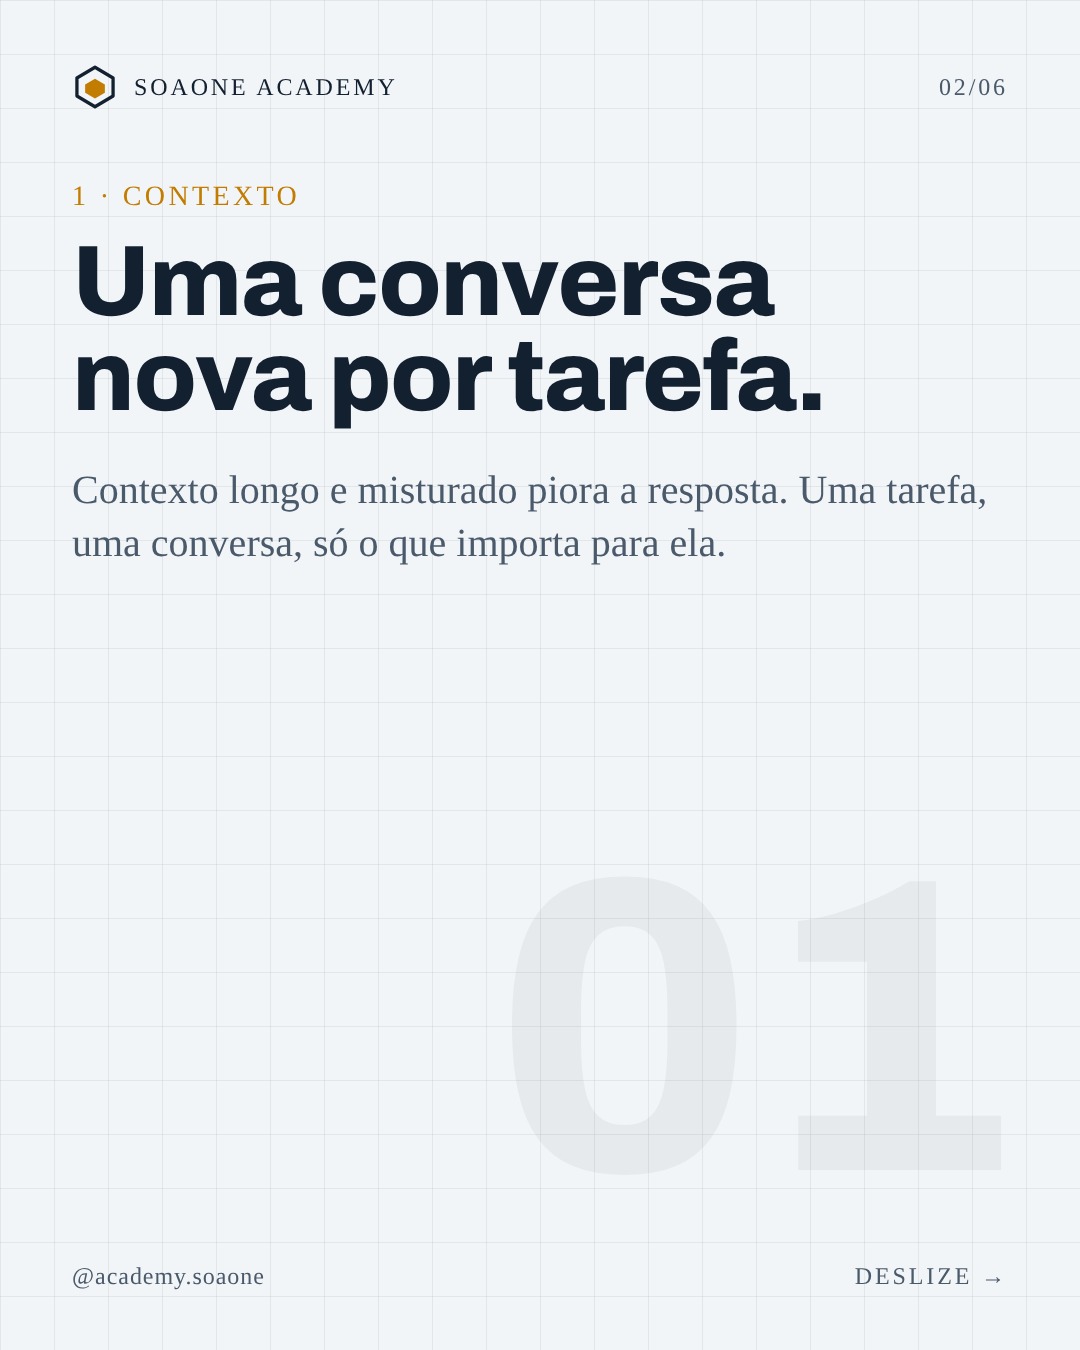 SOAONE ACADEMY
02/06
1 · CONTEXTO
Uma conversa
nova por tarefa.
Contexto longo e misturado piora a resposta. Uma tarefa,
uma conversa, só o que importa para ela.
01
@academy.soaone
DESLIZE →